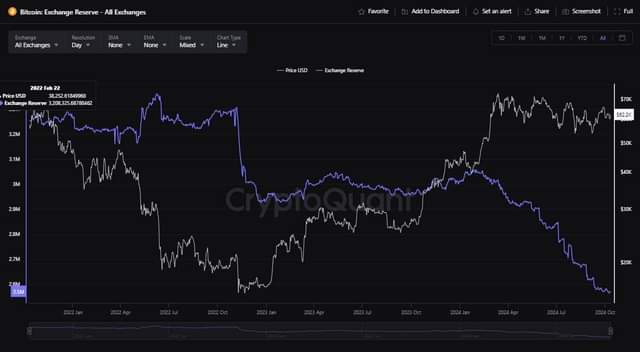 Bitcoin: Exchange Reserve - All Exchanges
Favorite
Add to Dashboard
Set an alert
Share
Screenshot
Full
Exchange
All Exchanges
Resolution
Day
SMA
None
EMA
None
Scale
Mixed
Chart Type
Line
1D 1W 1M 1Y YTD All
Price USD Exchange Reserve
2022 Feb 22
Price USD 38,252.61849960
Exchange Reserve 3,208,325.68780462
3.2M
3.1M
3M
2.9M
2.8M
2.7M
2.6M
2.5M
$70K
$62.2K
$40K
$20K
CryptoQuant
2022 Jan 2022 Apr 2022 Jul 2022 Oct 2023 Jan 2023 Apr 2023 Jul 2023 Oct 2024 Jan 2024 Apr 2024 Jul 2024 Oct